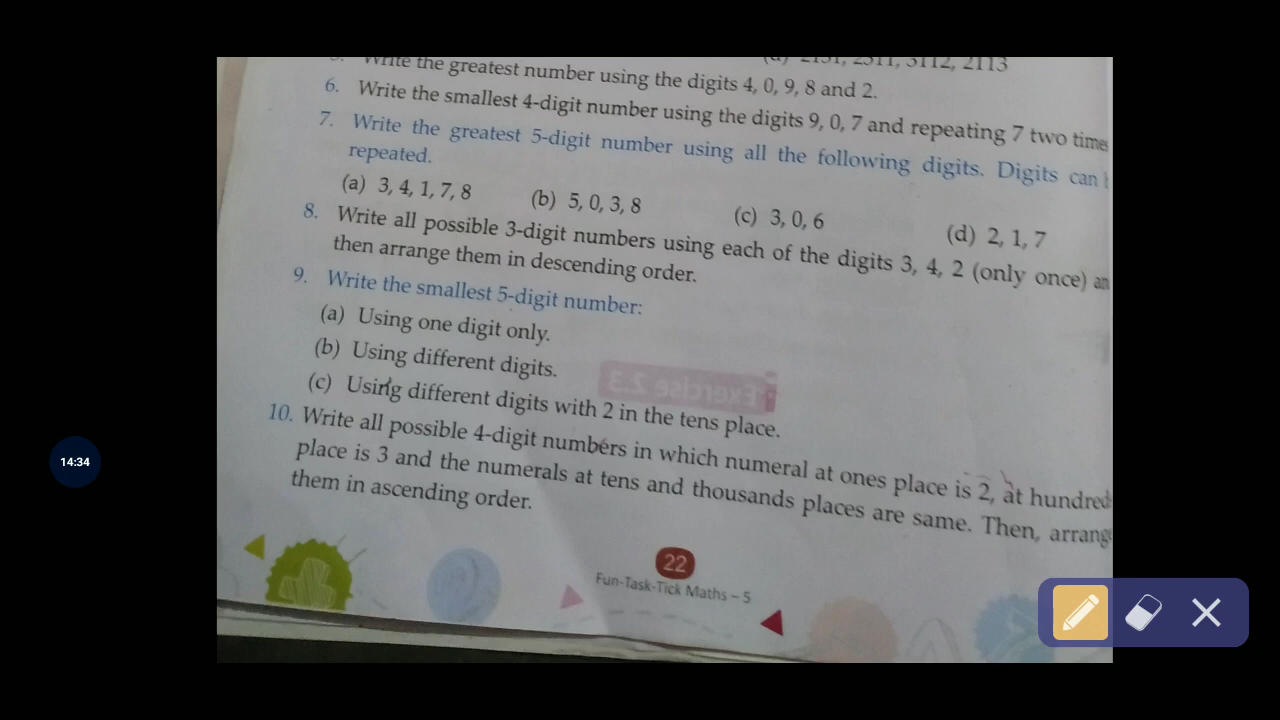 (d) 2151, 2511, 5112, 2115
5. Write the greatest number using the digits 4, 0, 9, 8 and 2.
6. Write the smallest 4-digit number using the digits 9, 0, 7 and repeating 7 two time
7. Write the greatest 5-digit number using all the following digits. Digits can
repeated.
(a) 3, 4, 1, 7, 8 (b) 5, 0, 3, 8 (c) 3, 0, 6 (d) 2, 1, 7
8. Write all possible 3-digit numbers using each of the digits 3, 4, 2 (only once) an
then arrange them in descending order.
9. Write the smallest 5-digit number:
(a) Using one digit only.
(b) Using different digits.
(c) Using different digits with 2 in the tens place.
Exercise 2.3
10. Write all possible 4-digit numbers in which numeral at ones place is 2, at hundred
place is 3 and the numerals at tens and thousands places are same. Then, arrang
them in ascending order.
22
Fun-Task-Tick Maths – 5
14:34